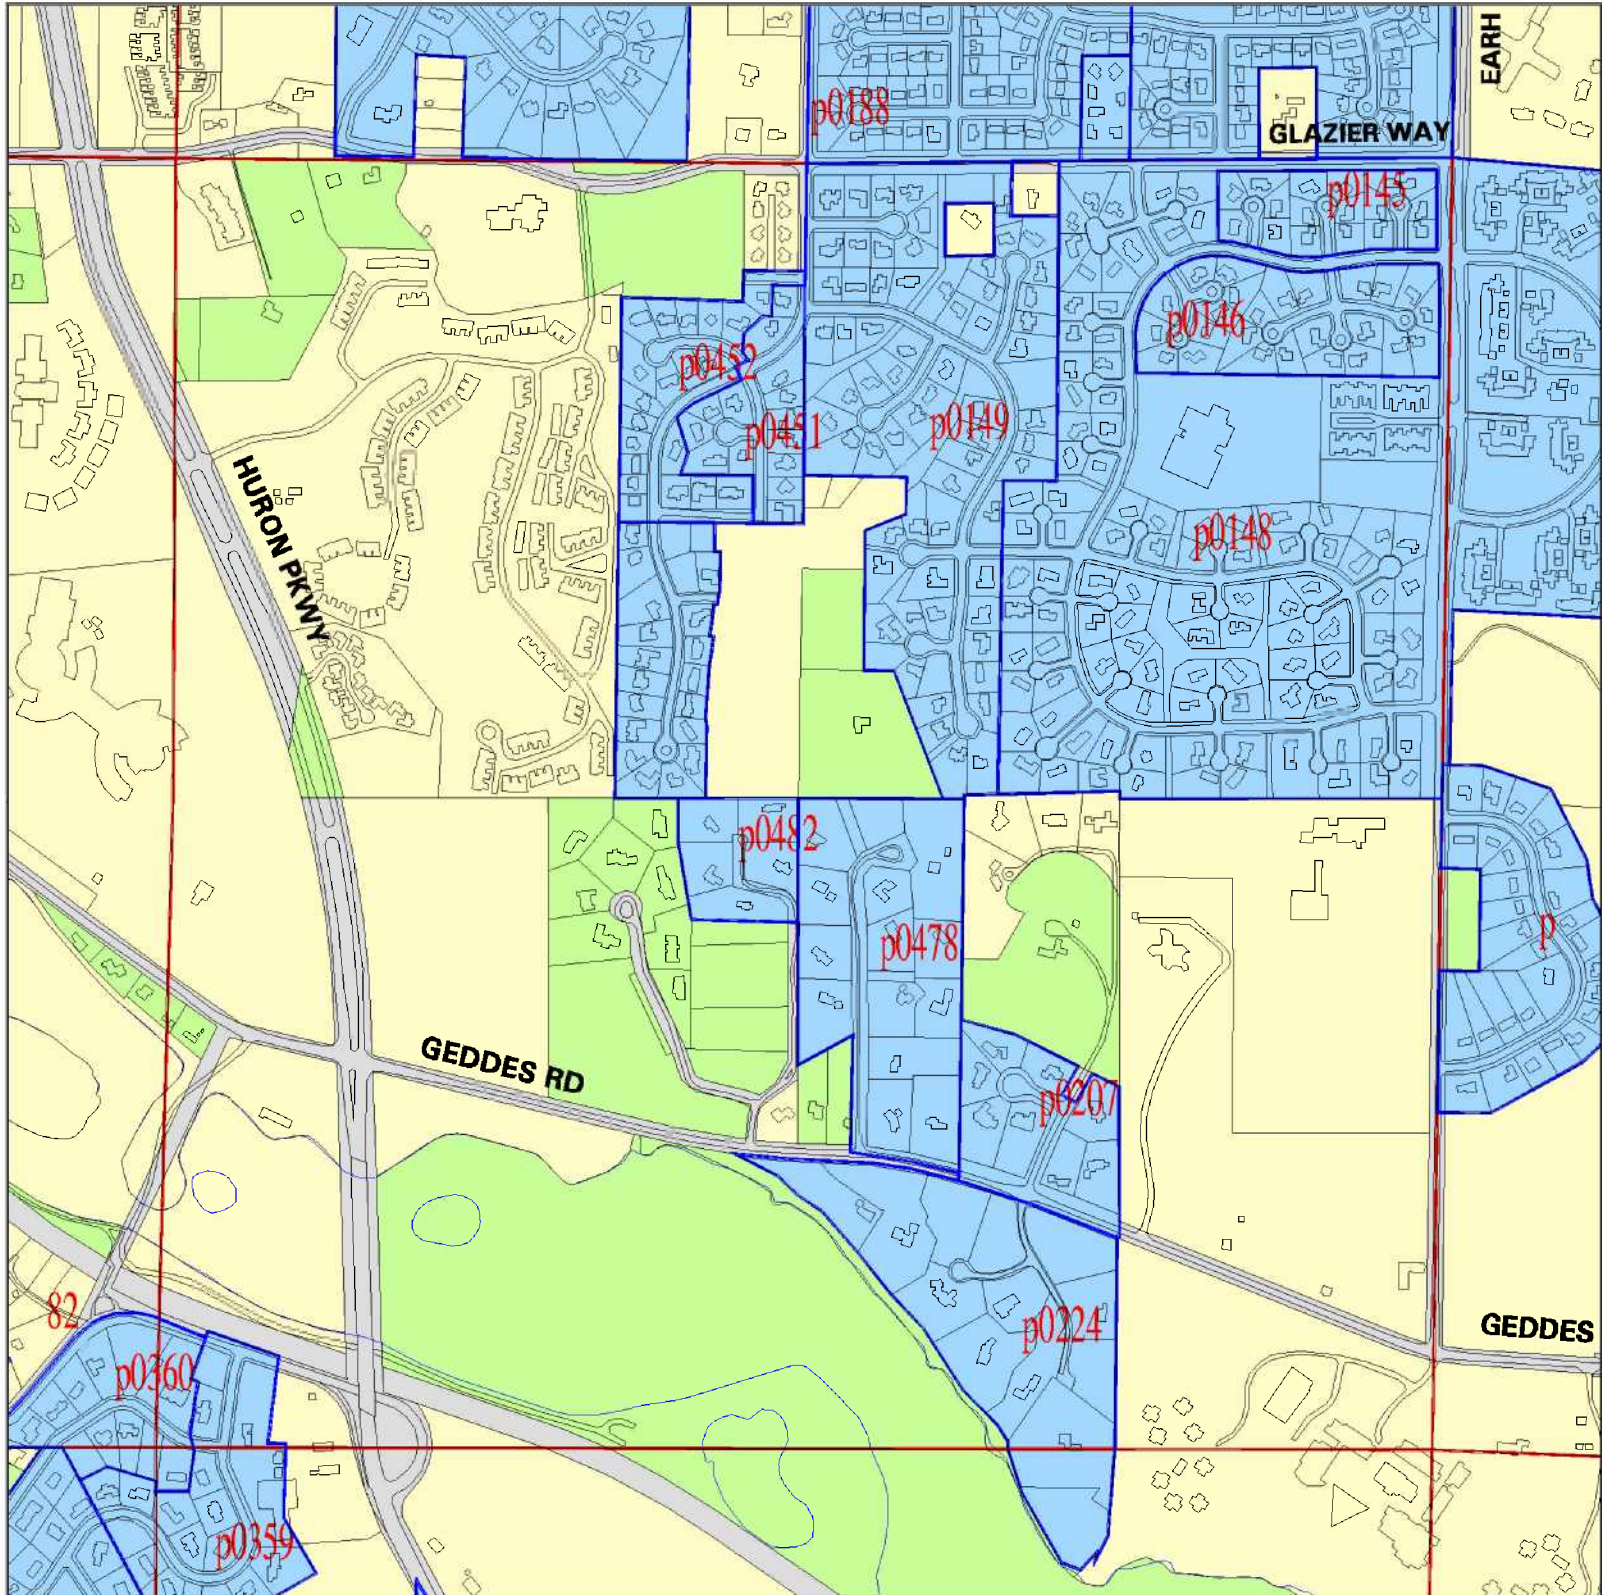 EARH
p0188
GLAZIER WAY
p0145
p0146
p0452
p0451
p0149
HURON PKWY
p0148
p0482
p0478
p
GEDDES RD
p0207
82
p0224
GEDDES
p0360
p0359